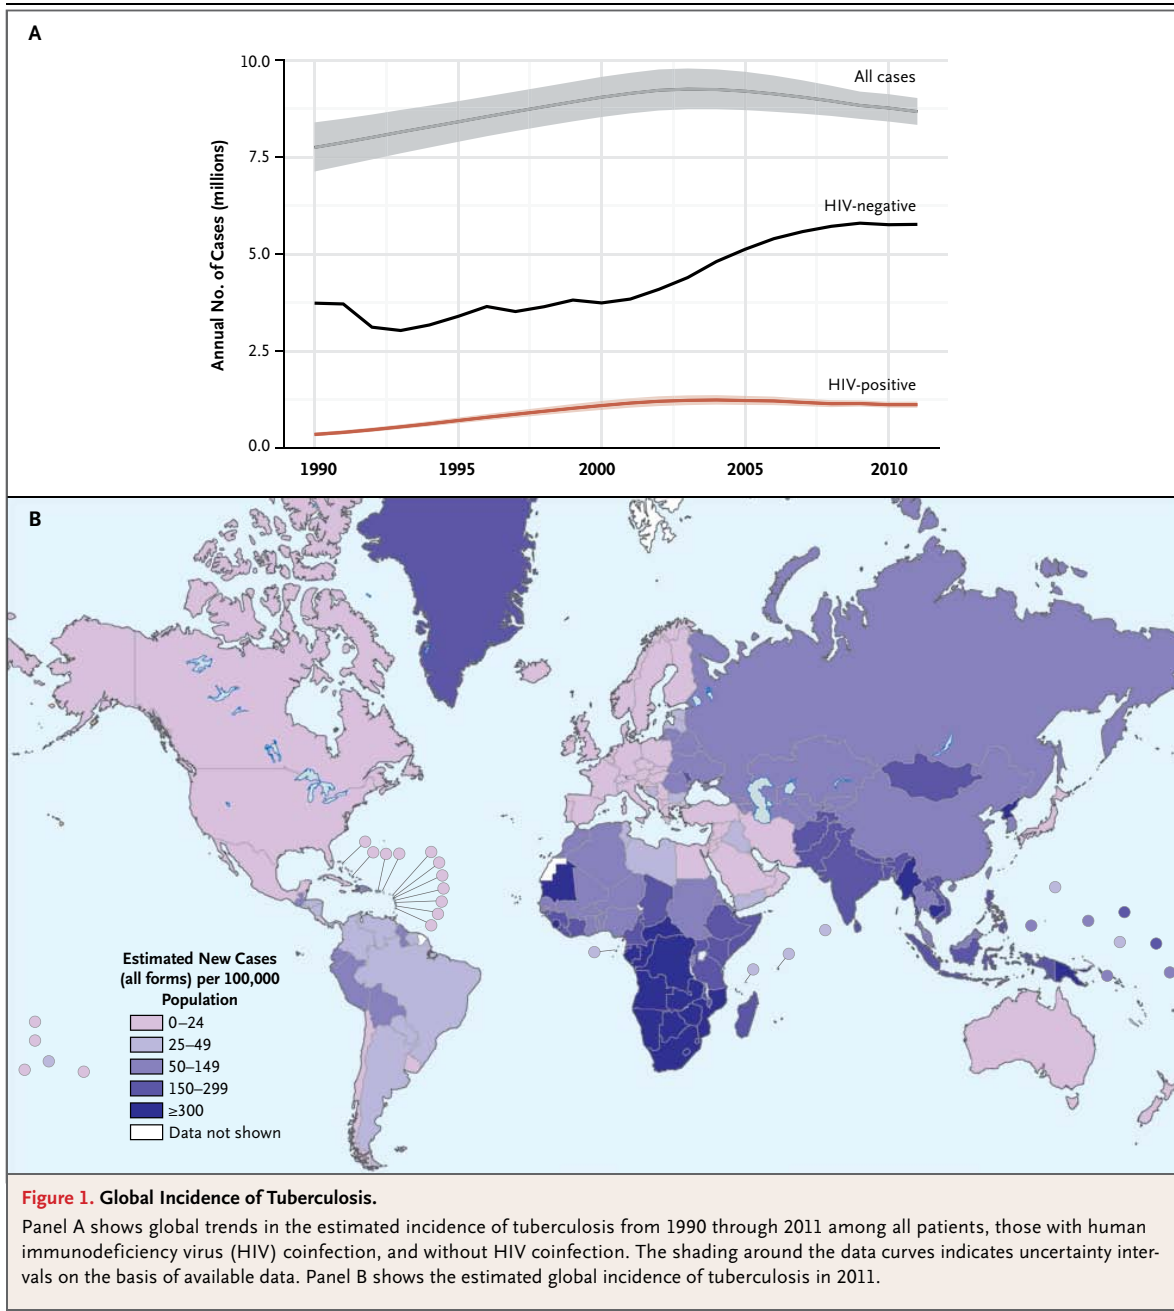 A
10.0
7.5
5.0
2.5
0.0
Annual No. of Cases (millions)
All cases
HIV-negative
HIV-positive
1990 1995 2000 2005 2010
B
Estimated New Cases
(all forms) per 100,000
Population
0–24
25–49
50–149
150–299
≥300
Data not shown
Figure 1. Global Incidence of Tuberculosis.
Panel A shows global trends in the estimated incidence of tuberculosis from 1990 through 2011 among all patients, those with human
immunodeficiency virus (HIV) coinfection, and without HIV coinfection. The shading around the data curves indicates uncertainty inter-
vals on the basis of available data. Panel B shows the estimated global incidence of tuberculosis in 2011.